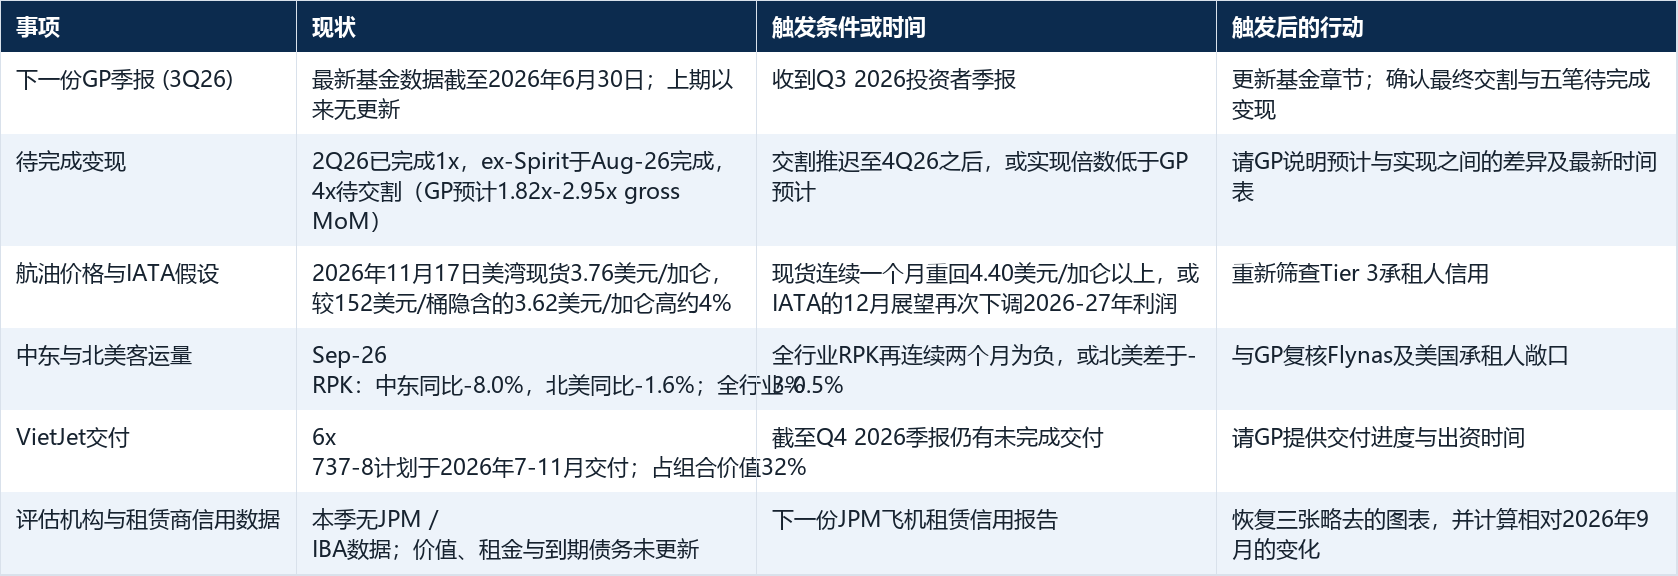 事项
现状
触发条件或时间
触发后的行动
下一份GP季报 (3Q26)
最新基金数据截至2026年6月30日；上期以
来无更新
收到Q3 2026投资者季报
更新基金章节；确认最终交割与五笔待完成
变现
待完成变现
2Q26已完成1x，ex-Spirit于Aug-26完成，
4x待交割（GP预计1.82x-2.95x gross
MoM）
交割推迟至4Q26之后，或实现倍数低于GP
预计
请GP说明预计与实现之间的差异及最新时间
表
航油价格与IATA假设
2026年11月17日美湾现货3.76美元/加仑，
较152美元/桶隐含的3.62美元/加仑高约4%
现货连续一个月重回4.40美元/加仑以上，或
IATA的12月展望再次下调2026-27年利润
重新筛查Tier 3承租人信用
中东与北美客运量
Sep-26
RPK：中东同比-8.0%，北美同比-1.6%；全行业-0.5%
全行业RPK再连续两个月为负，或北美差于-
3%
与GP复核Flynas及美国承租人敞口
VietJet交付
6x
737-8计划于2026年7-11月交付；占组合价值32%
截至Q4 2026季报仍有未完成交付
请GP提供交付进度与出资时间
评估机构与租赁商信用数据
本季无JPM /
IBA数据；价值、租金与到期债务未更新
下一份JPM飞机租赁信用报告
恢复三张略去的图表，并计算相对2026年9
月的变化